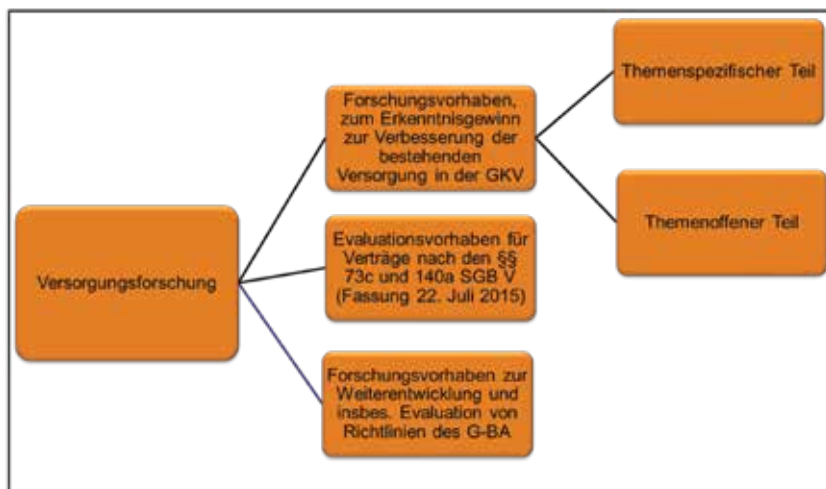 Versorgungsforschung
Forschungsvorhaben,
zum Erkenntnisgewinn
zur Verbesserung der
bestehenden
Versorgung in der GKV
Themenspezifischer Teil
Themenoffener Teil
Evaluationsvorhaben für
Verträge nach den §§
73c und 140a SGB V
(Fassung 22. Juli 2015)
Forschungsvorhaben zur
Weiterentwicklung und
insbes. Evaluation von
Richtlinien des G-BA